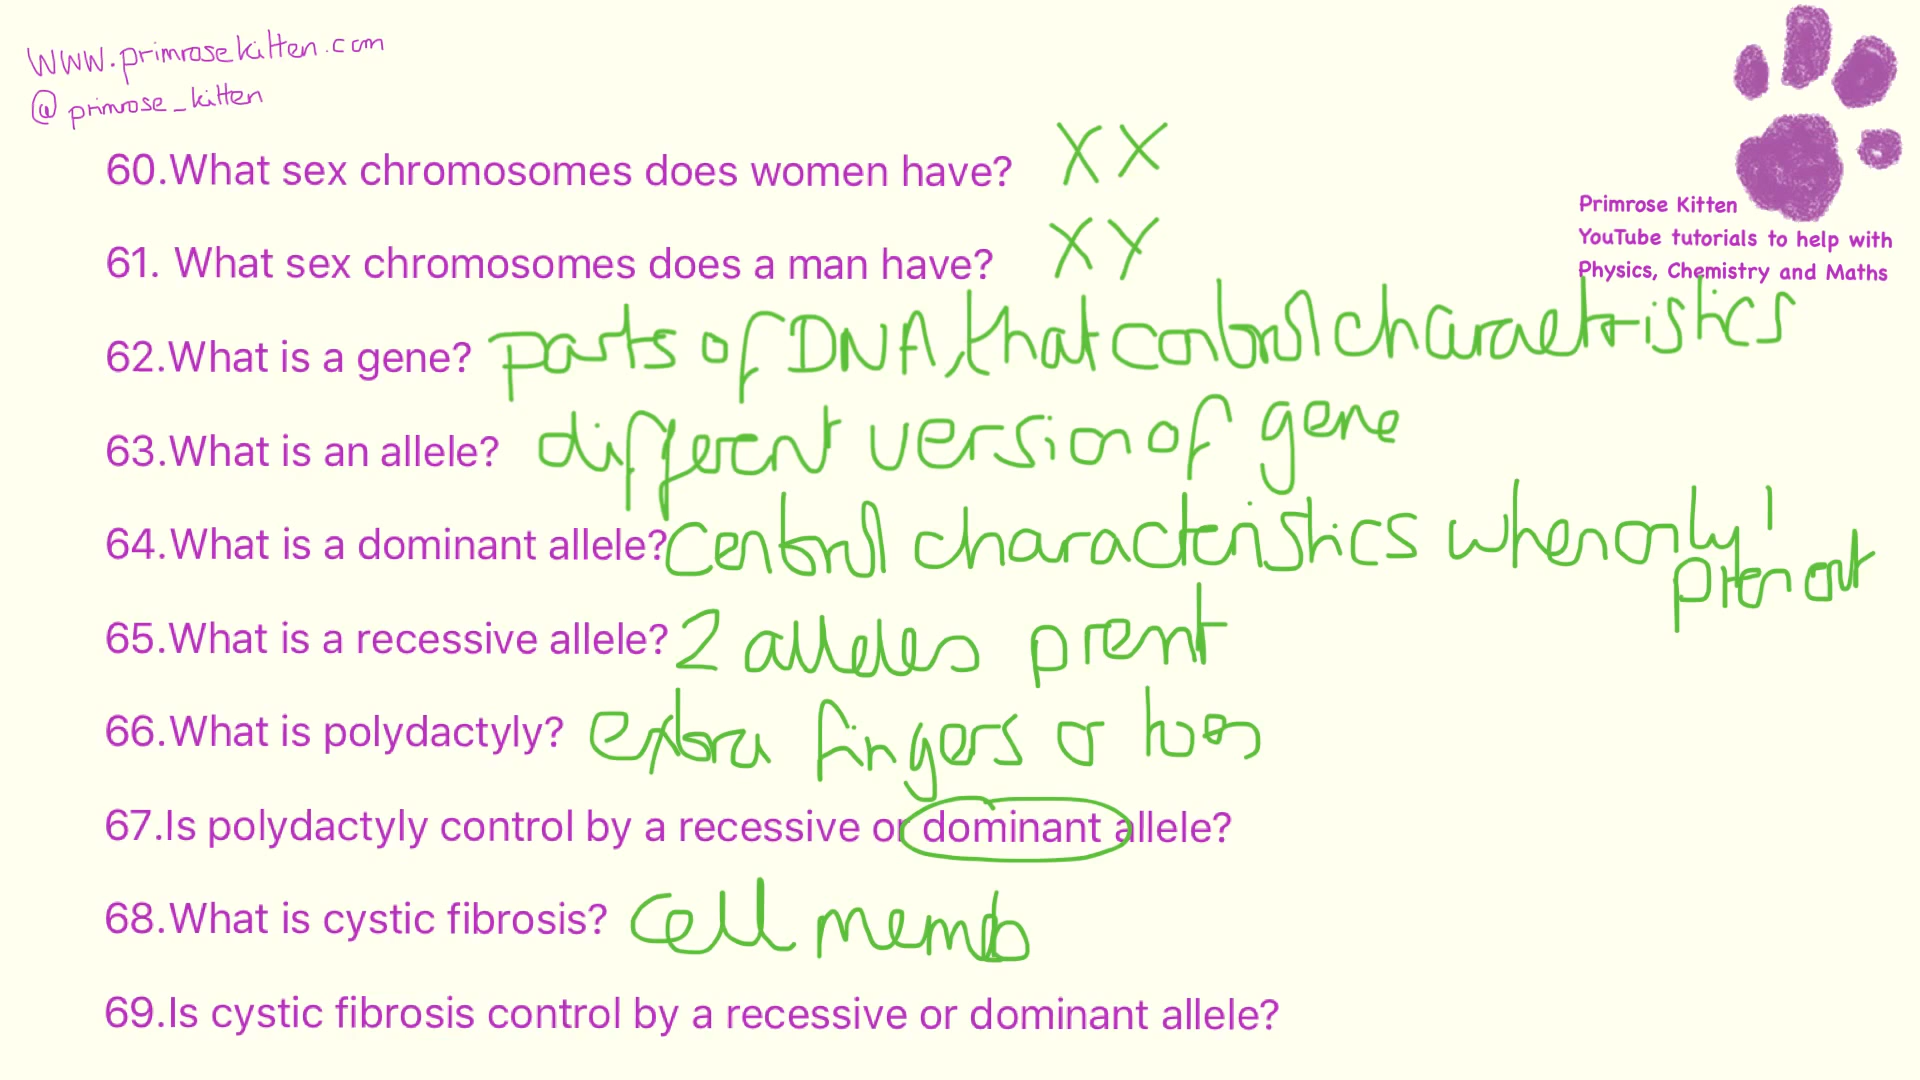 www.primrosekitten.com
@primrose_kitten
60.What sex chromosomes does women have? XX
Primrose Kitten
YouTube tutorials to help with
Physics, Chemistry and Maths
61. What sex chromosomes does a man have? XY
62.What is a gene? parts of DNA, that control characteristics
63.What is an allele? different version of gene
64.What is a dominant allele? control characteristics when only 1
65.What is a recessive allele? 2 alleles
66.What is polydactyly? extra fingers or toes
67.Is polydactyly control by a recessive or dominant allele?
68.What is cystic fibrosis? cell memb
69.Is cystic fibrosis control by a recessive or dominant allele?